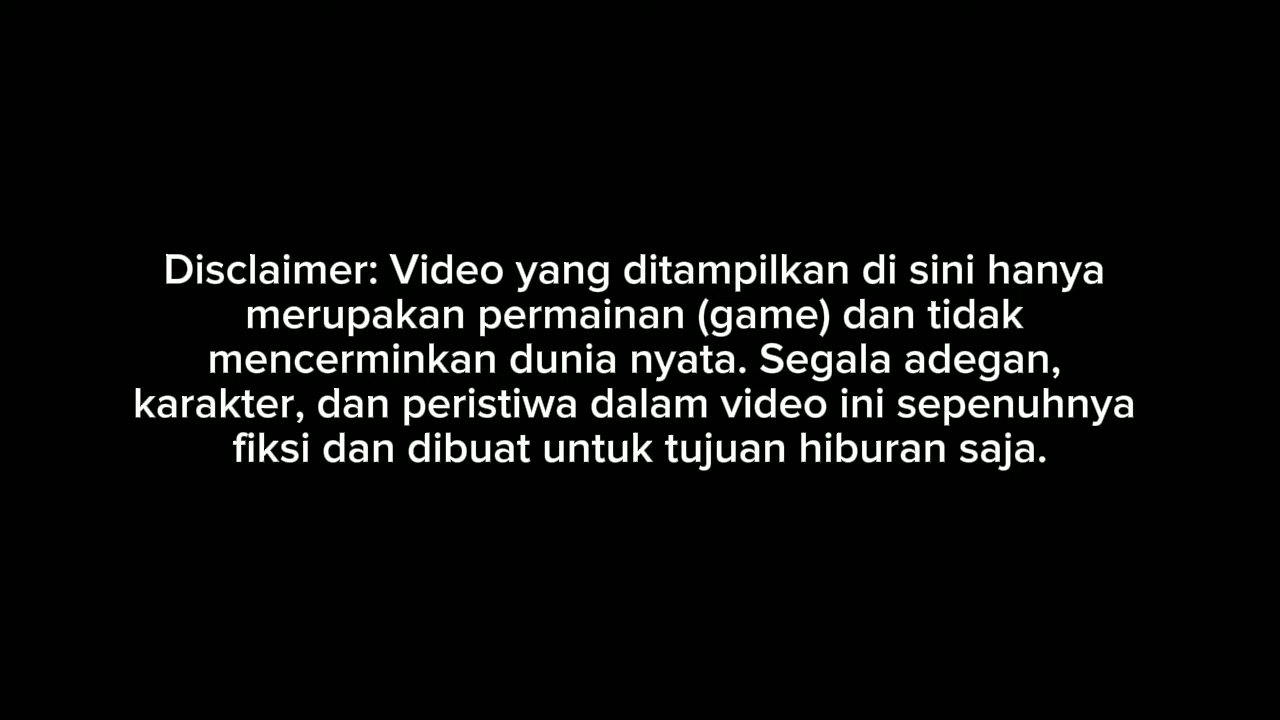 Disclaimer: Video yang ditampilkan di sini hanya
merupakan permainan (game) dan tidak
mencerminkan dunia nyata. Segala adegan,
karakter, dan peristiwa dalam video ini sepenuhnya
fiksi dan dibuat untuk tujuan hiburan saja.